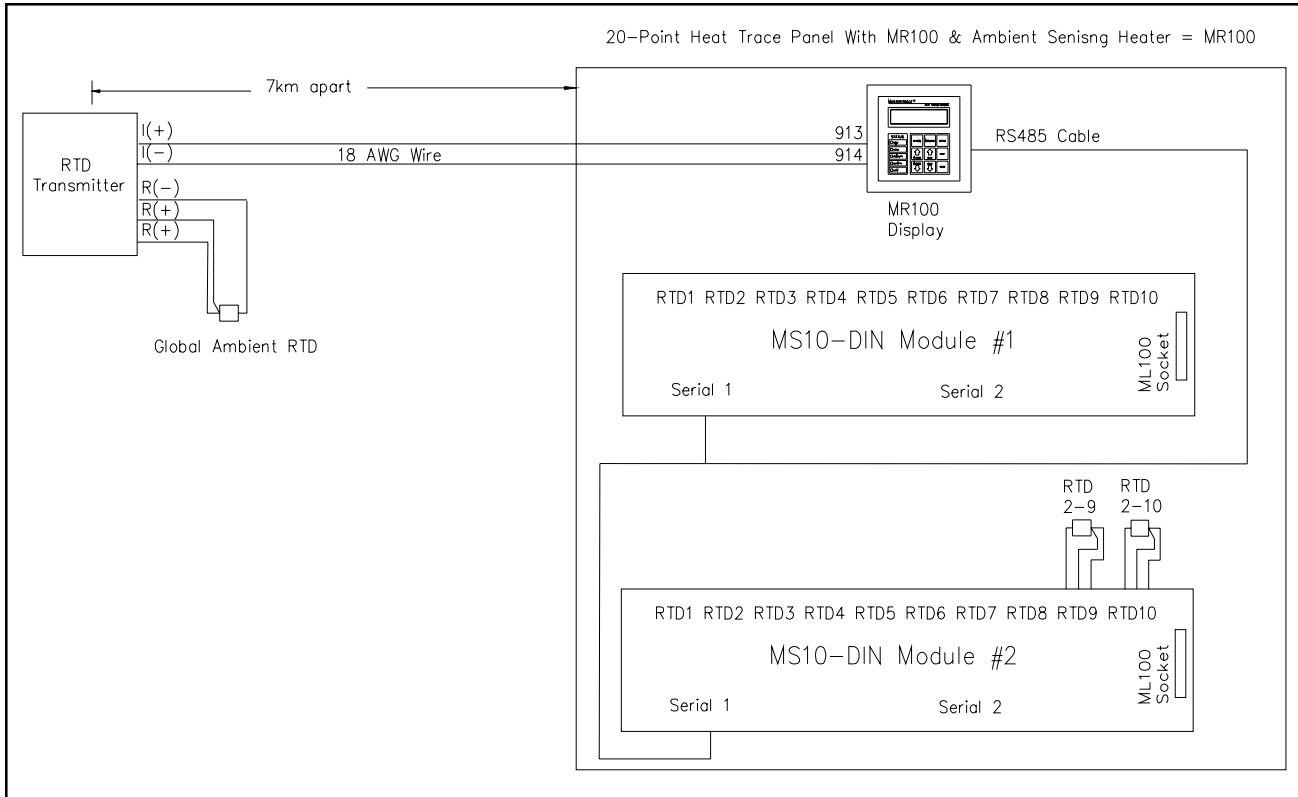 20-Point Heat Trace Panel With MR100 & Ambient Senisng Heater = MR100
7km apart
I(+)
I(-)
RTD
Transmitter
R(-)
R(+)
R(+)
18 AWG Wire
913
914
RS485 Cable
MR100
Display
Global Ambient RTD
RTD1 RTD2 RTD3 RTD4 RTD5 RTD6 RTD7 RTD8 RTD9 RTD10
MS10-DIN Module #1
ML100
Socket
Serial 1
Serial 2
RTD
2-9
RTD
2-10
RTD1 RTD2 RTD3 RTD4 RTD5 RTD6 RTD7 RTD8 RTD9 RTD10
MS10-DIN Module #2
ML100
Socket
Serial 1
Serial 2